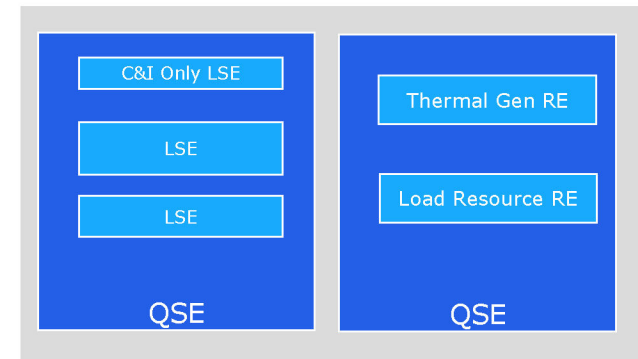 C&I Only LSE
LSE
LSE
QSE
Thermal Gen RE
Load Resource RE
QSE